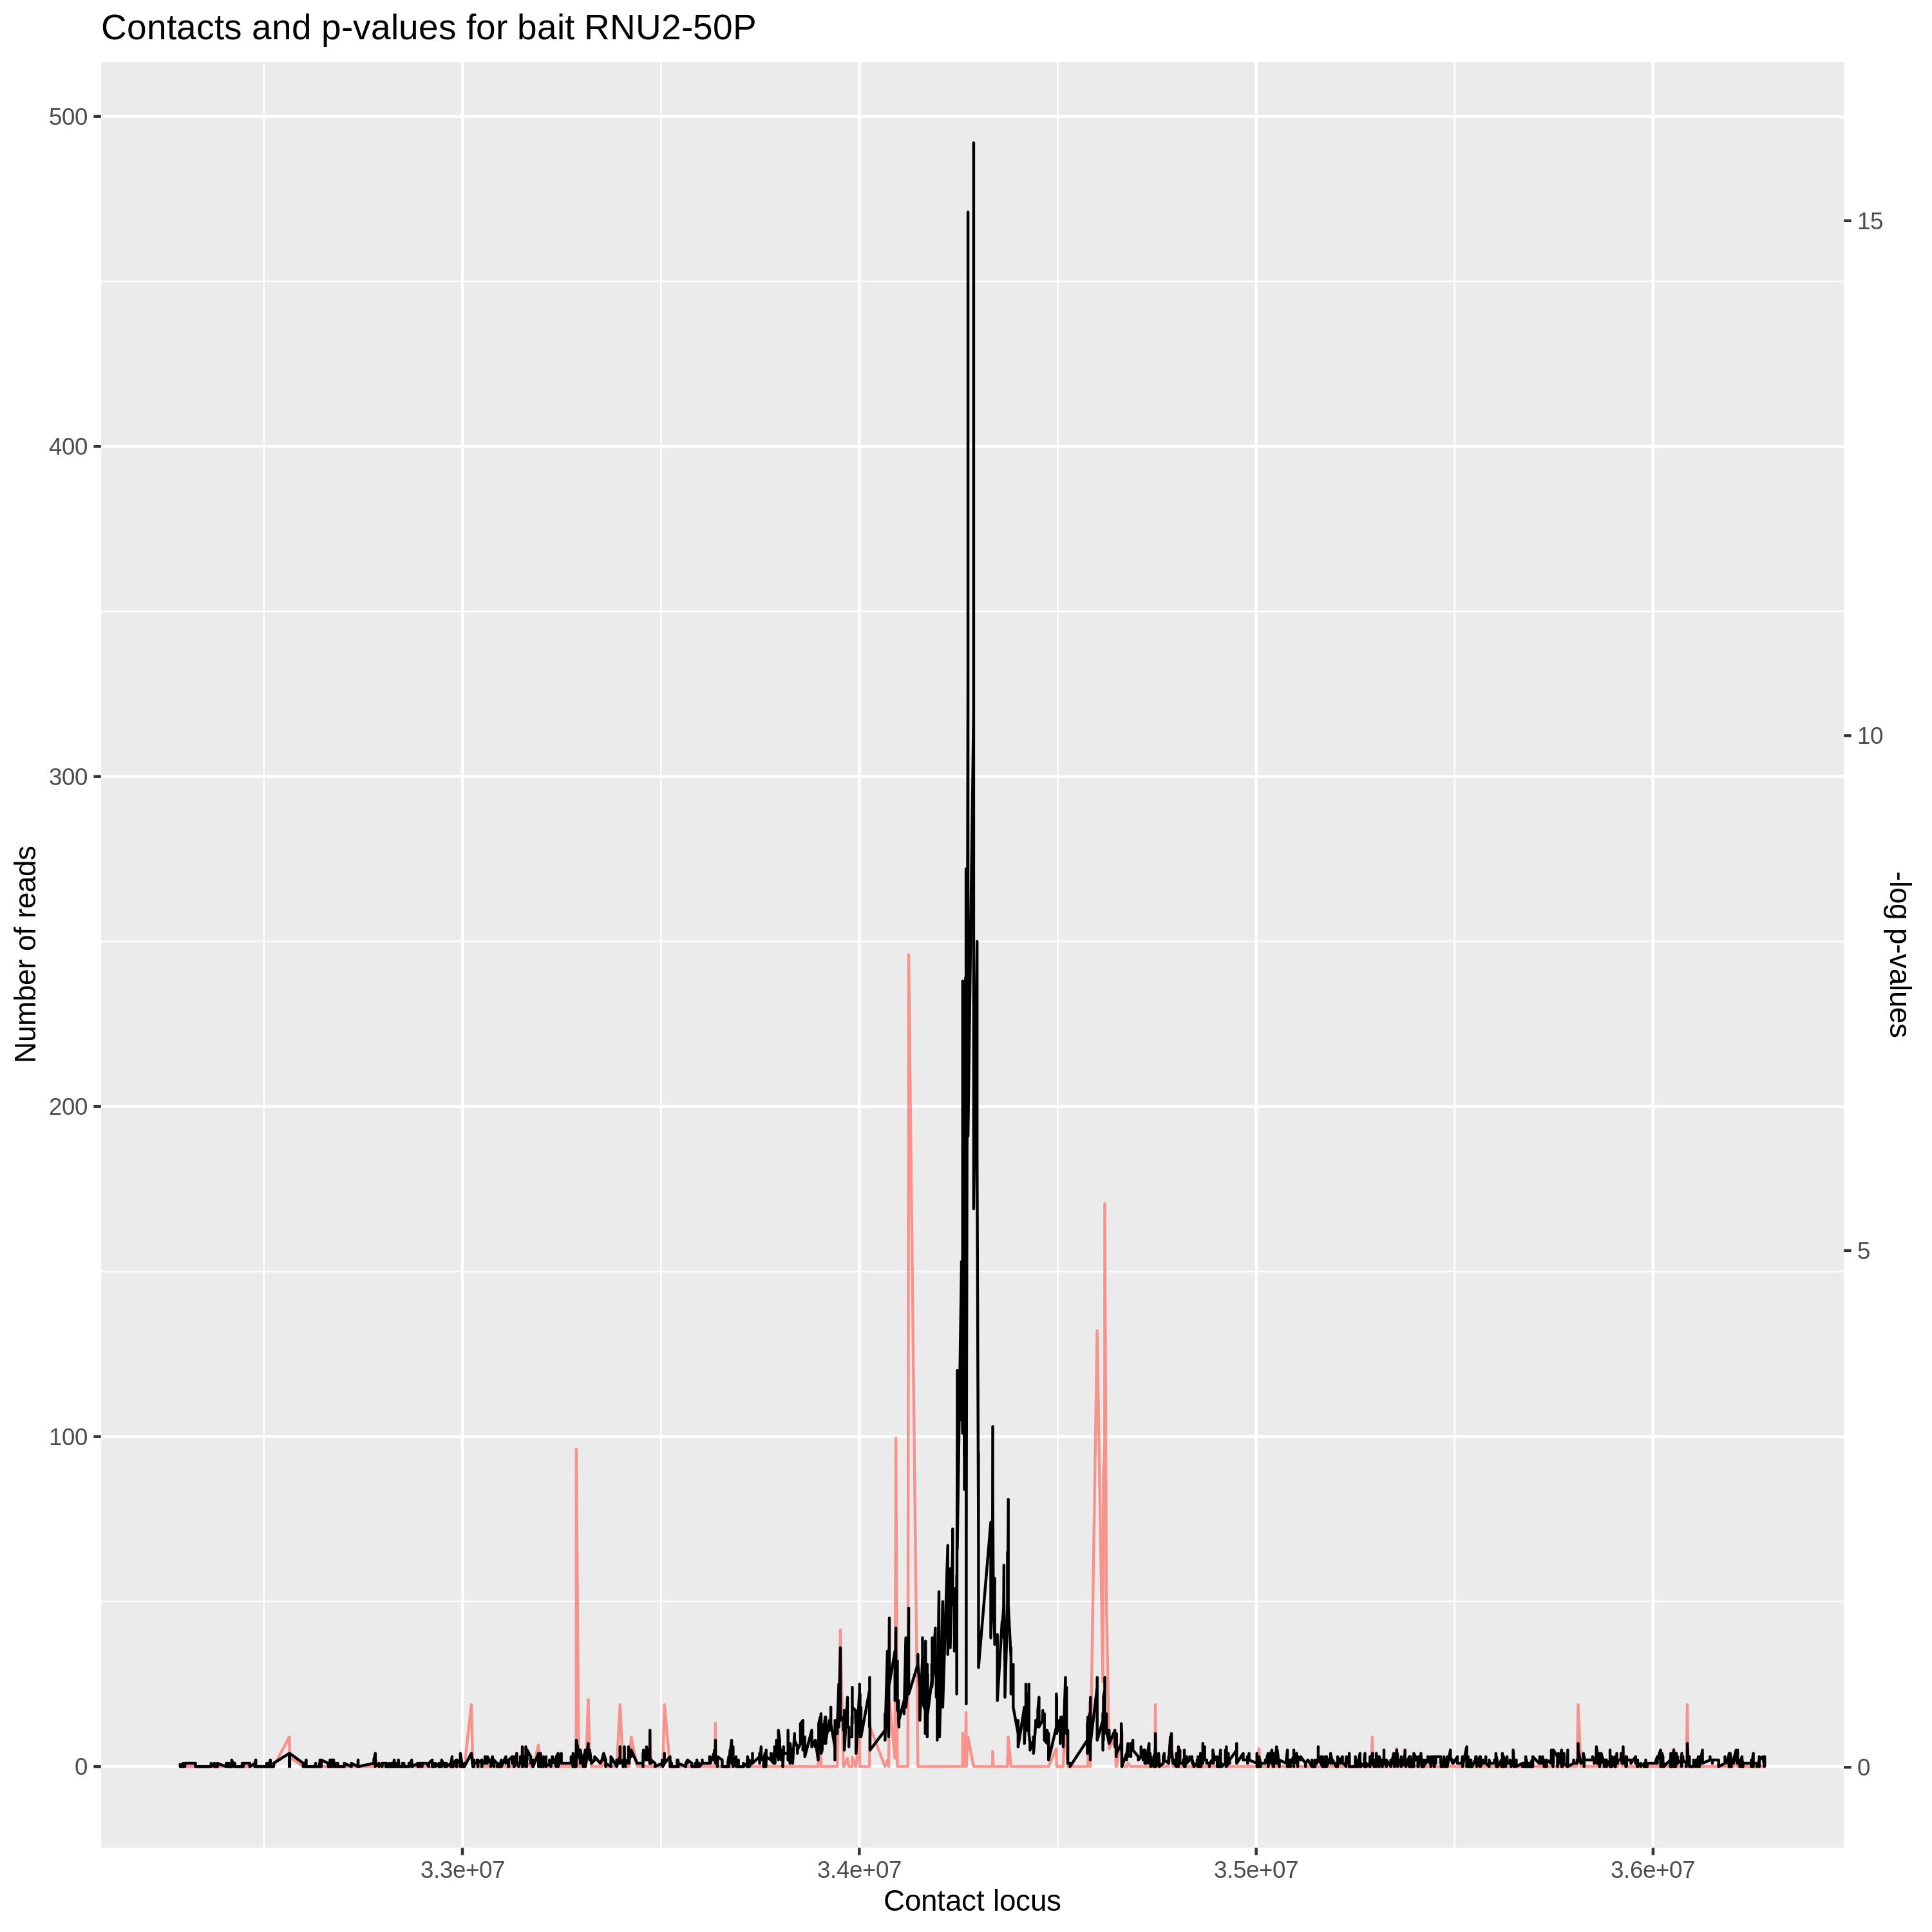 Contacts and p-values for bait RNU2-50P
500
400
300
200
100
0
15
10
5
0
Number of reads
-log p-values
3.3e+07
3.4e+07
3.5e+07
3.6e+07
Contact locus